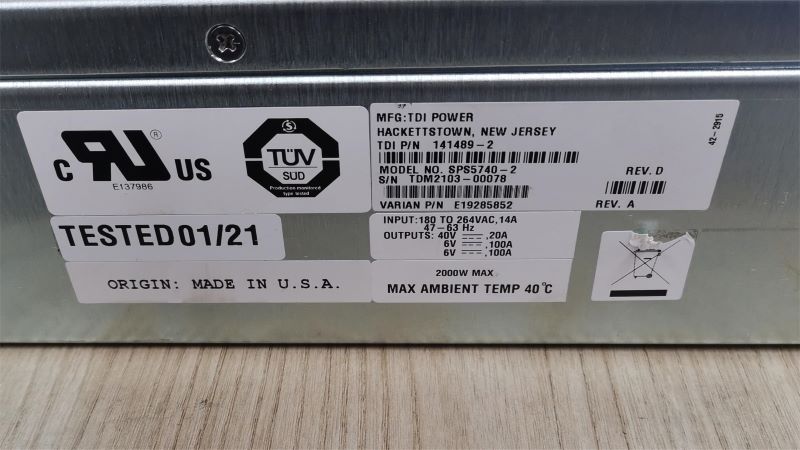 c RU US
®
E137986
S
TÜV
SUD
Production monitored
type tested
TESTED 01/21
ORIGIN: MADE IN U.S.A.
MFG:TDI POWER
HACKETTSTOWN, NEW JERSEY
TDI P/N 141489-2
MODEL NO. SPS5740-2
S/N TDM2103-00078
VARIAN P/N E19285852
REV. D
REV. A
42-2915
INPUT:180 TO 264VAC,14A
47-63 Hz
OUTPUTS: 40V ⎓ ,20A
6V ⎓ ,100A
6V ⎓ ,100A
2000W MAX
MAX AMBIENT TEMP 40°C